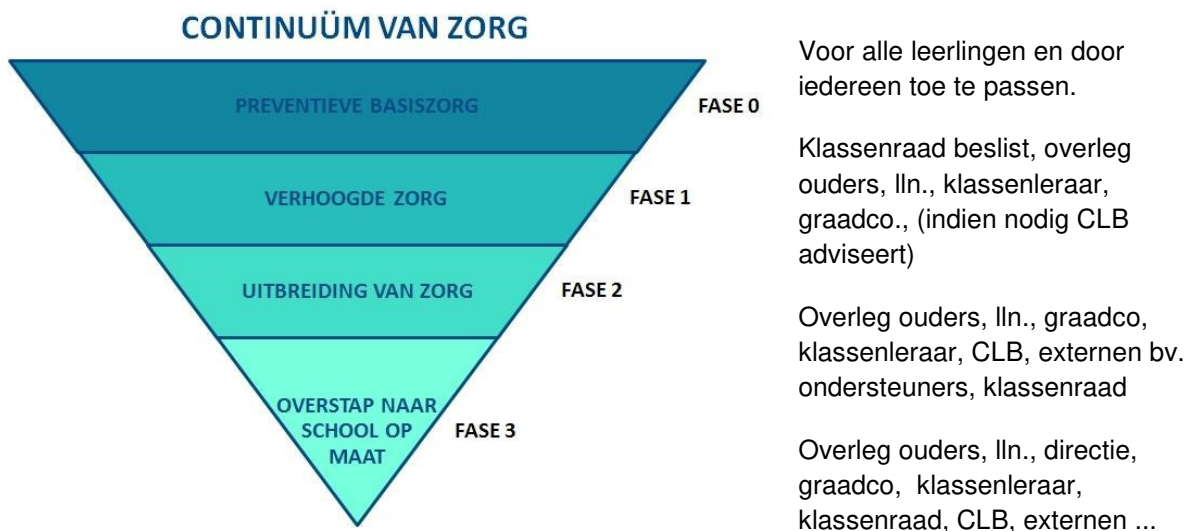 CONTINUÜM VAN ZORG
PREVENTIEVE BASISZORG
FASE 0
VERHOOGDE ZORG
FASE 1
UITBREIDING VAN ZORG
FASE 2
OVERSTAP NAAR
SCHOOL OP
MAAT
FASE 3
Voor alle leerlingen en door
iedereen toe te passen.
Klassenraad beslist, overleg
ouders, lln., klassenleraar,
graadco., (indien nodig CLB
adviseert)
Overleg ouders, lln., graadco,
klassenleraar, CLB, externen bv.
ondersteuners, klassenraad
Overleg ouders, lln., directie,
graadco, klassenleraar,
klassenraad, CLB, externen ...